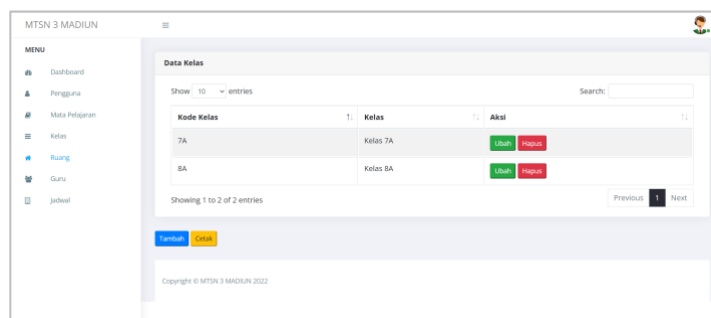 MTSN 3 MADIUN
MENU
Dashboard
Pengguna
Mata Pelajaran
Kelas
Ruang
Guru
Jadwal
Data Kelas
Show 10 entries
Search:
Kode Kelas Kelas Aksi
7A Kelas 7A Ubah Hapus
8A Kelas 8A Ubah Hapus
Showing 1 to 2 of 2 entries
Previous 1 Next
Tambah Cetak
Copyright © MTSN 3 MADIUN 2022